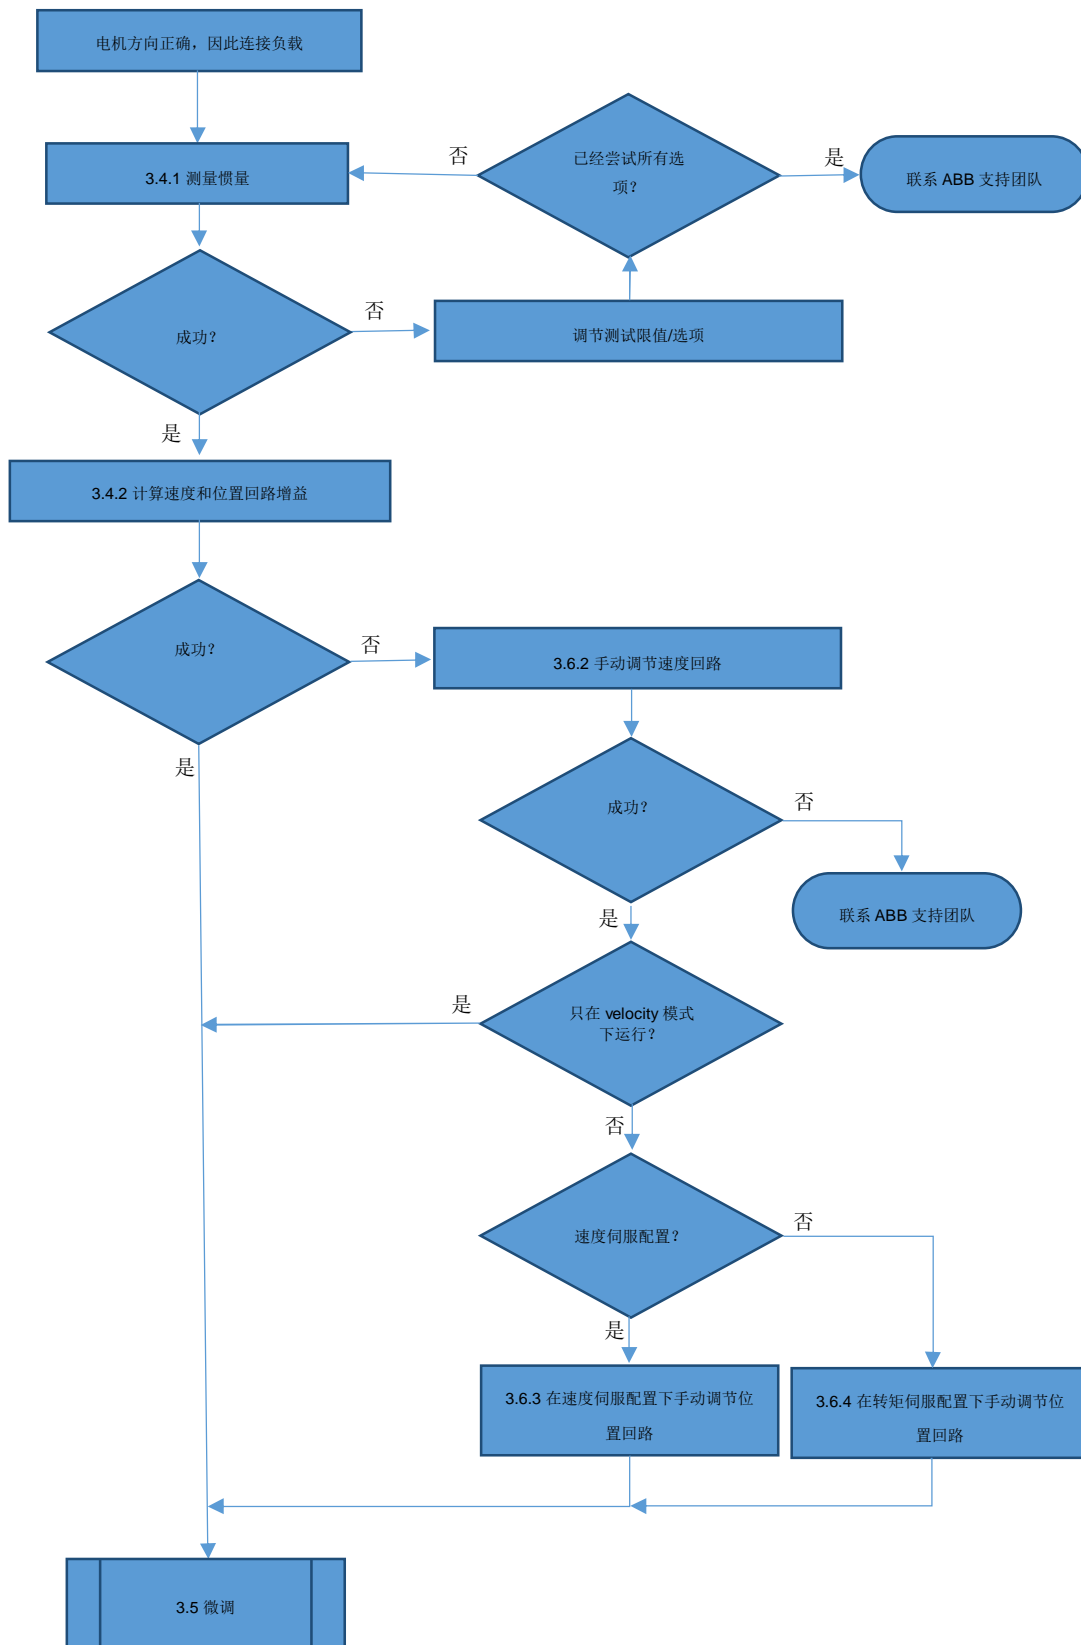 电机方向正确，因此连接负载
否
已经尝试所有选
项？
是
联系 ABB 支持团队
3.4.1 测量惯量
成功？
否
调节测试限值/选项
是
3.4.2 计算速度和位置回路增益
成功？
否
3.6.2 手动调节速度回路
是
成功？
否
联系 ABB 支持团队
是
是
只在 velocity 模式
下运行？
否
速度伺服配置？
否
是
3.6.3 在速度伺服配置下手动调节位
置回路
3.6.4 在转矩伺服配置下手动调节位
置回路
3.5 微调